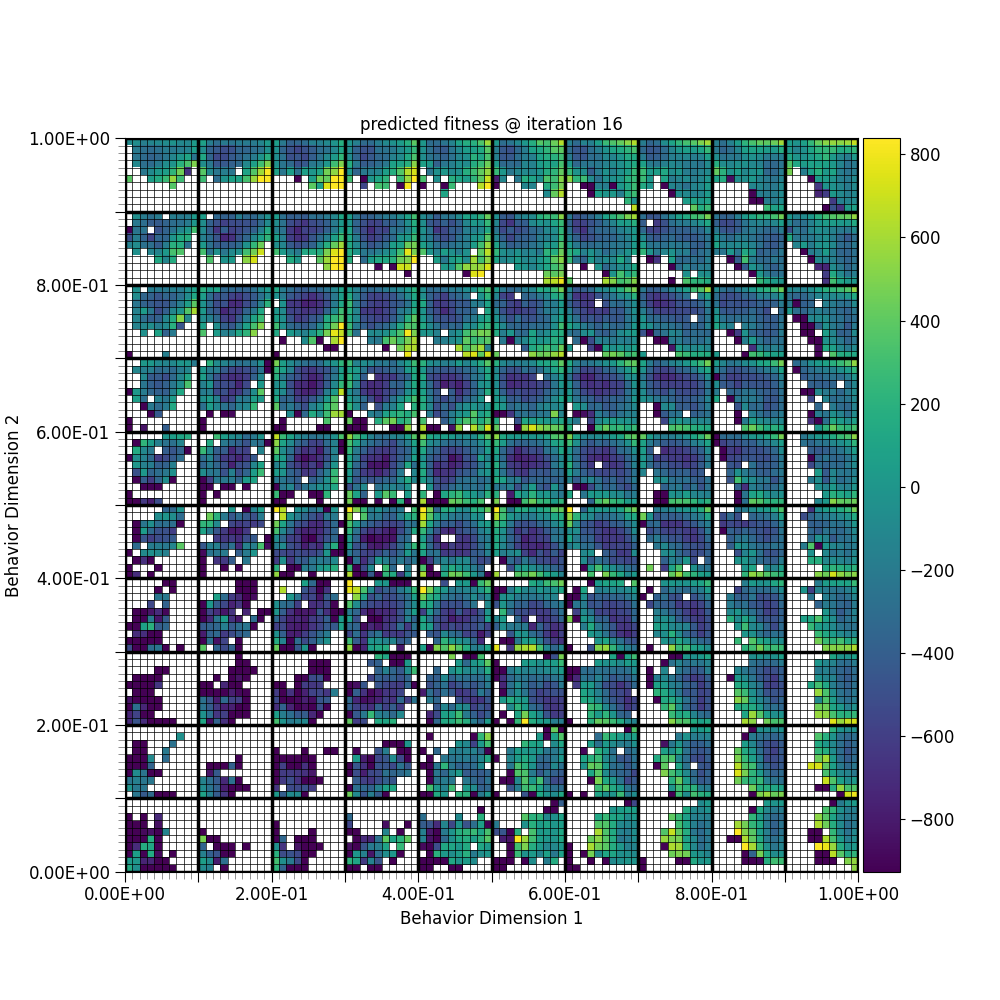 predicted fitness @ iteration 16
1.00E+00
8.00E-01
6.00E-01
4.00E-01
2.00E-01
0.00E+00
Behavior Dimension 2
0.00E+00 2.00E-01 4.00E-01 6.00E-01 8.00E-01 1.00E+00
Behavior Dimension 1
800
600
400
200
0
−200
−400
−600
−800